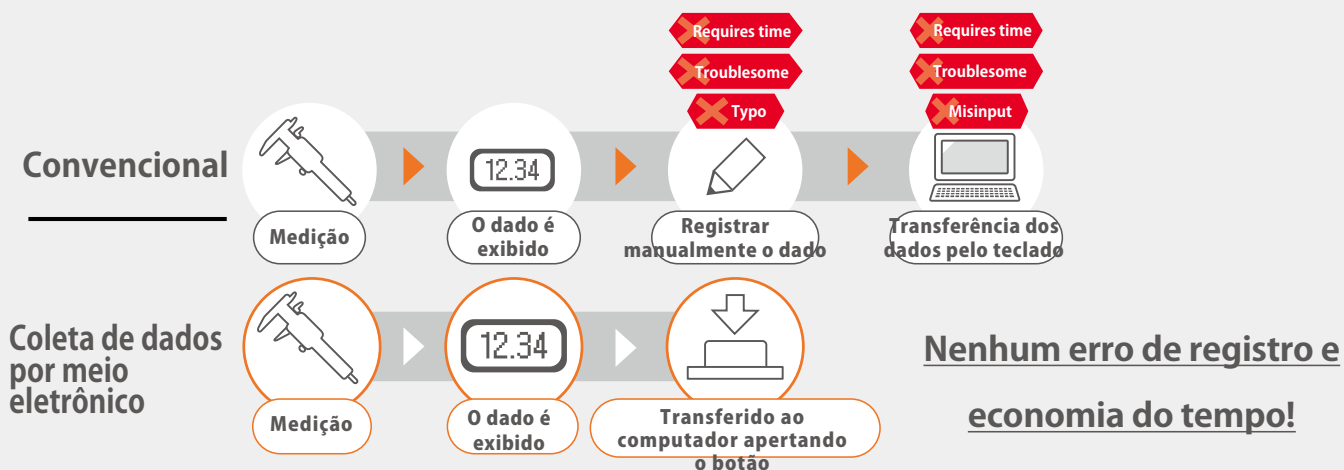 Requires time
Troublesome
Typo
Requires time
Troublesome
Misinput
Convencional
12.34
Medição
O dado é
exibido
Registrar
manualmente o dado
Transferência dos
dados pelo teclado
Coleta de dados
por meio
eletrônico
12.34
Medição
O dado é
exibido
Transferido ao
computador apertando
o botão
Nenhum erro de registro e
economia do tempo!